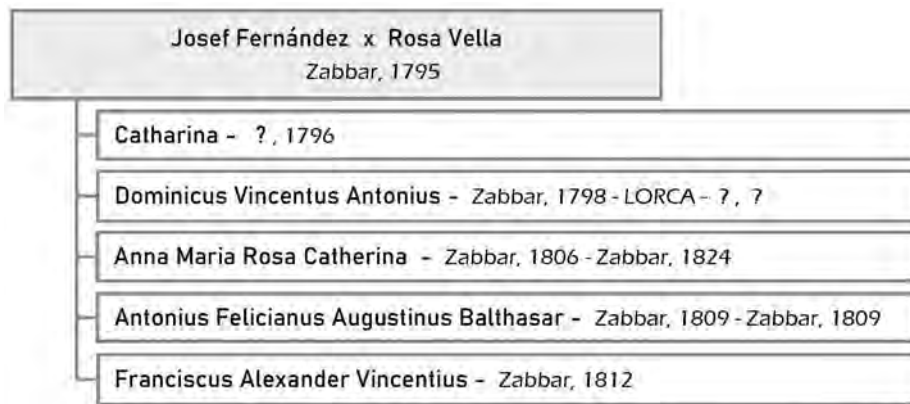 Josef Fernández x Rosa Vella
Zabbar, 1795
Catharina - ?, 1796
Dominicus Vincentus Antonius - Zabbar, 1798 - LORCA - ?, ?
Anna Maria Rosa Catherina - Zabbar, 1806 - Zabbar, 1824
Antonius Felicianus Augustinus Balthasar - Zabbar, 1809 - Zabbar, 1809
Franciscus Alexander Vincentius - Zabbar, 1812